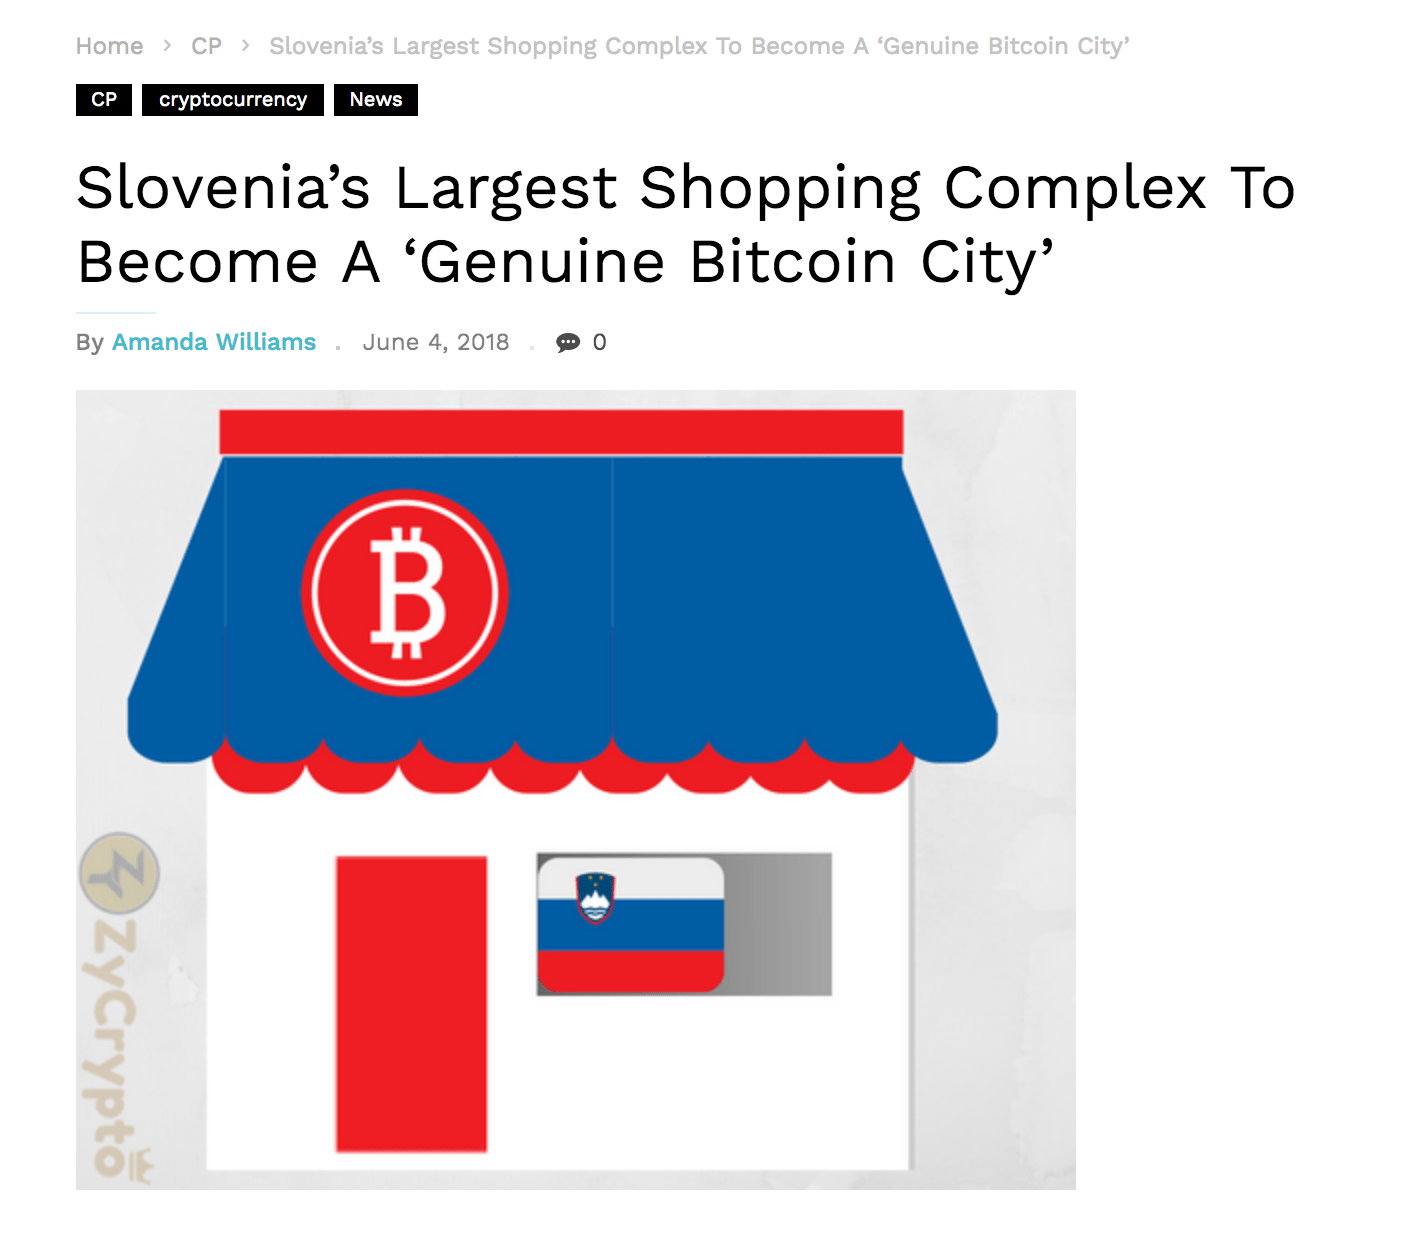 Home > CP > Slovenia’s Largest Shopping Complex To Become A ‘Genuine Bitcoin City’
CP cryptocurrency News
Slovenia’s Largest Shopping Complex To
Become A ‘Genuine Bitcoin City’
By Amanda Williams . June 4, 2018 . 0
ZyCrypto